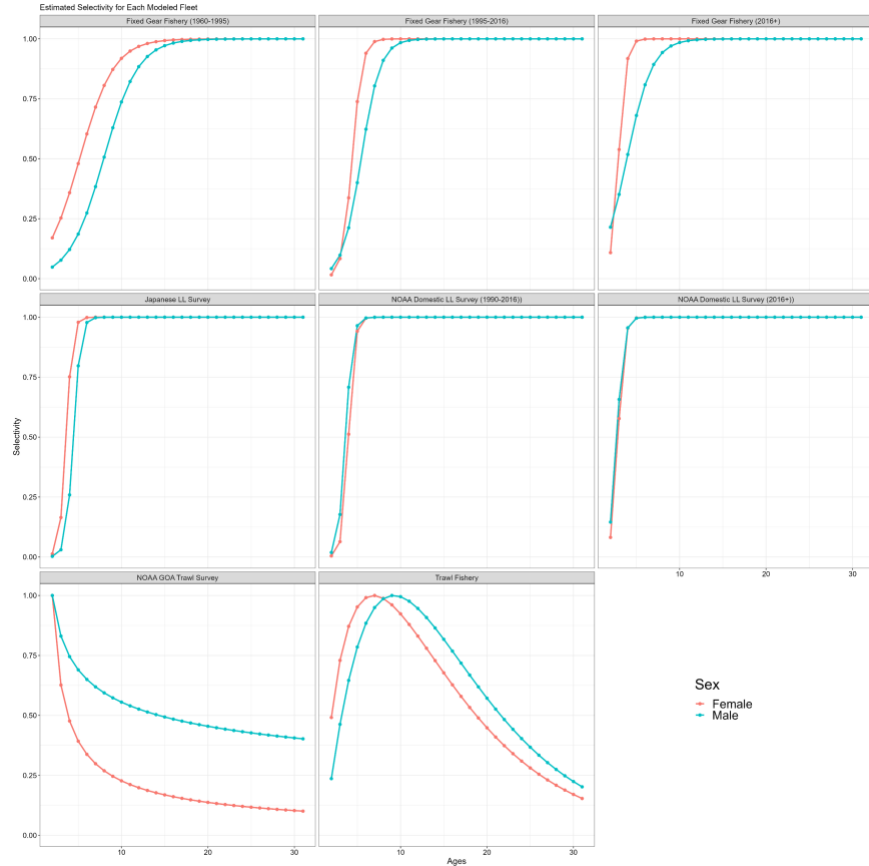 Estimated Selectivity for Each Modeled Fleet
Fixed Gear Fishery (1960-1995)
Fixed Gear Fishery (1995-2016)
Fixed Gear Fishery (2016+)
1.00
0.75
0.50
0.25
0.00
Japanese LL Survey
NOAA Domestic LL Survey (1990-2016))
NOAA Domestic LL Survey (2016+))
1.00
0.75
0.50
0.25
0.00
Selectivity
10
20
30
NOAA GOA Trawl Survey
Trawl Fishery
1.00
0.75
0.50
0.25
0.00
10
20
30
10
20
30
Ages
Sex
Female
Male